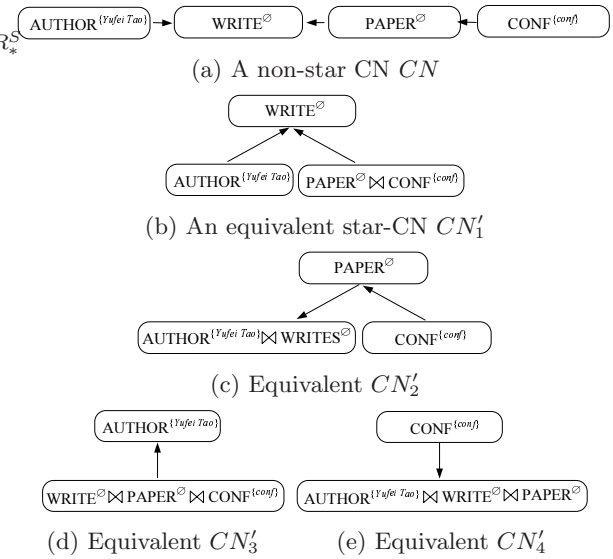 R_*^S
AUTHOR^{Yufei Tao} WRITE^∅ PAPER^∅ CONF^{conf}
(a) A non-star CN CN
WRITE^∅
AUTHOR^{Yufei Tao} PAPER^∅ ⋈ CONF^{conf}
(b) An equivalent star-CN CN′_1
PAPER^∅
AUTHOR^{Yufei Tao} ⋈ WRITES^∅ CONF^{conf}
(c) Equivalent CN′_2
AUTHOR^{Yufei Tao} CONF^{conf}
WRITE^∅ ⋈ PAPER^∅ ⋈ CONF^{conf} AUTHOR^{Yufei Tao} ⋈ WRITE^∅ ⋈ PAPER^∅
(d) Equivalent CN′_3 (e) Equivalent CN′_4